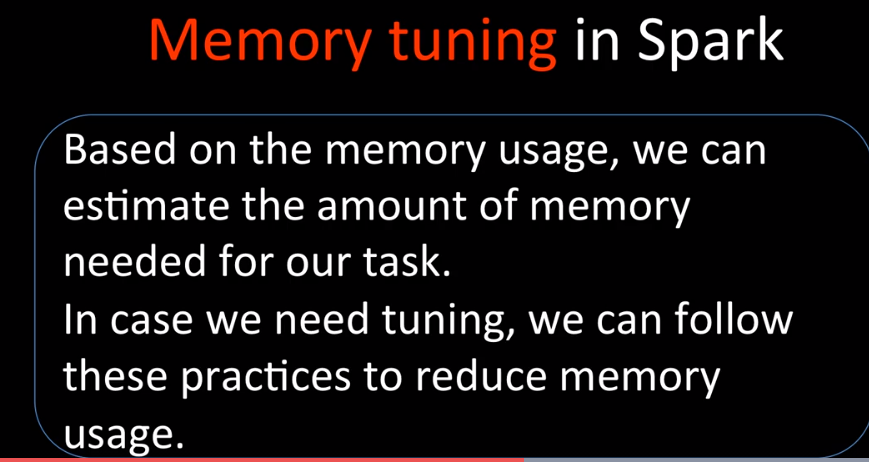 Memory tuning in Spark
Based on the memory usage, we can
estimate the amount of memory
needed for our task.
In case we need tuning, we can follow
these practices to reduce memory
usage.